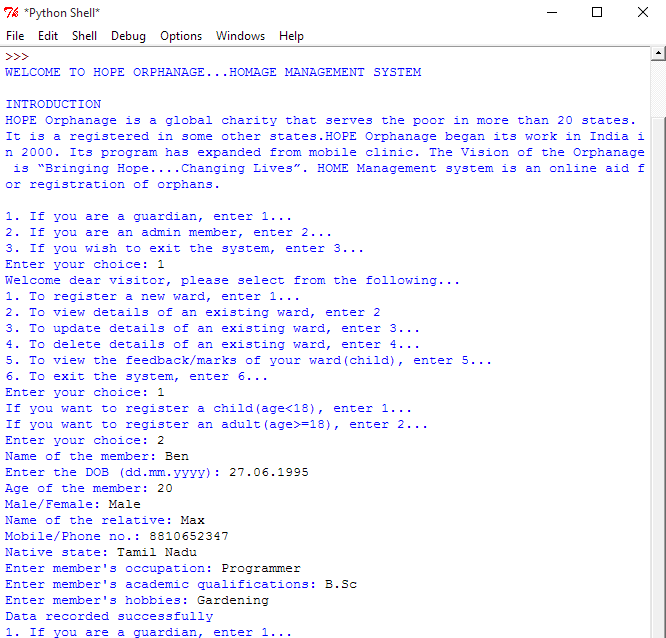 *Python Shell*
File Edit Shell Debug Options Windows Help
>>>
WELCOME TO HOPE ORPHANAGE...HOMAGE MANAGEMENT SYSTEM
INTRODUCTION
HOPE Orphanage is a global charity that serves the poor in more than 20 states.
It is a registered in some other states.HOPE Orphanage began its work in India i
n 2000. Its program has expanded from mobile clinic. The Vision of the Orphanage
is “Bringing Hope....Changing Lives”. HOME Management system is an online aid f
or registration of orphans.
1. If you are a guardian, enter 1...
2. If you are an admin member, enter 2...
3. If you wish to exit the system, enter 3...
Enter your choice: 1
Welcome dear visitor, please select from the following...
1. To register a new ward, enter 1...
2. To view details of an existing ward, enter 2
3. To update details of an existing ward, enter 3...
4. To delete details of an existing ward, enter 4...
5. To view the feedback/marks of your ward(child), enter 5...
6. To exit the system, enter 6...
Enter your choice: 1
If you want to register a child(age<18), enter 1...
If you want to register an adult(age>=18), enter 2...
Enter your choice: 2
Name of the member: Ben
Enter the DOB (dd.mm.yyyy): 27.06.1995
Age of the member: 20
Male/Female: Male
Name of the relative: Max
Mobile/Phone no.: 8810652347
Native state: Tamil Nadu
Enter member's occupation: Programmer
Enter member's academic qualifications: B.Sc
Enter member's hobbies: Gardening
Data recorded successfully
1. If you are a guardian, enter 1...